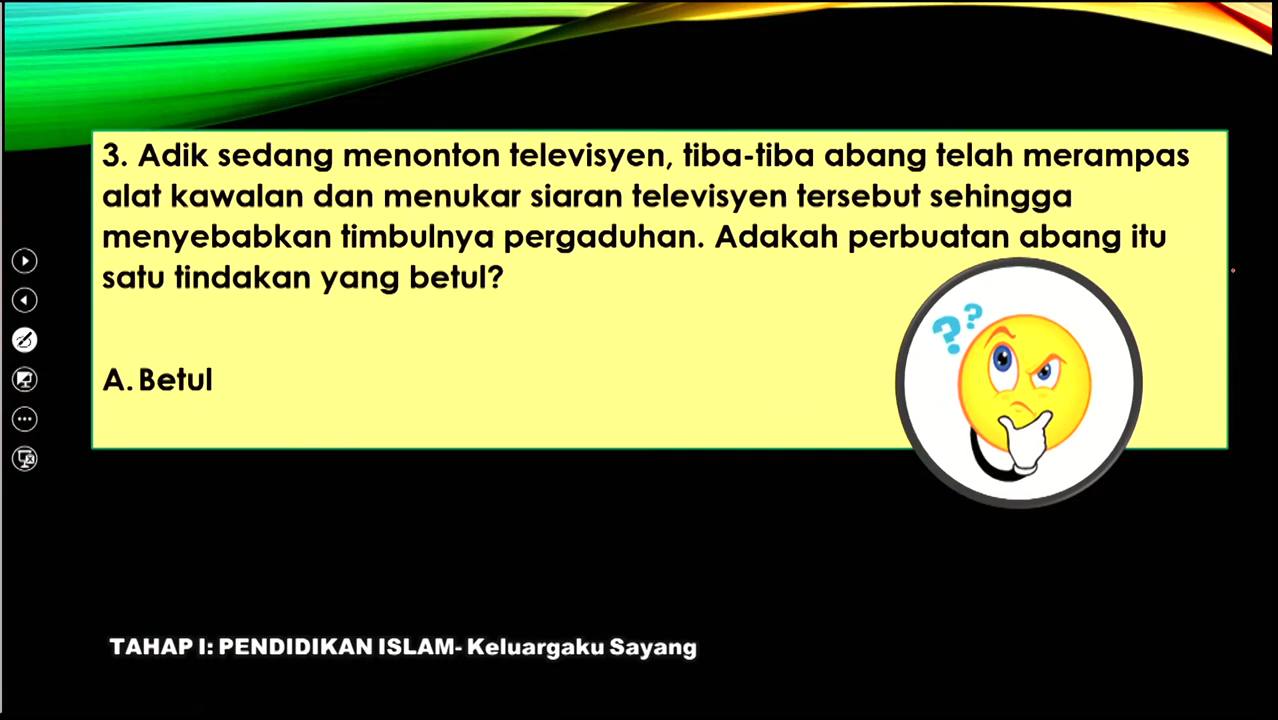 3. Adik sedang menonton televisyen, tiba-tiba abang telah merampas
alat kawalan dan menukar siaran televisyen tersebut sehingga
menyebabkan timbulnya pergaduhan. Adakah perbuatan abang itu
satu tindakan yang betul?
??
A. Betul
TAHAP I: PENDIDIKAN ISLAM- Keluargaku Sayang